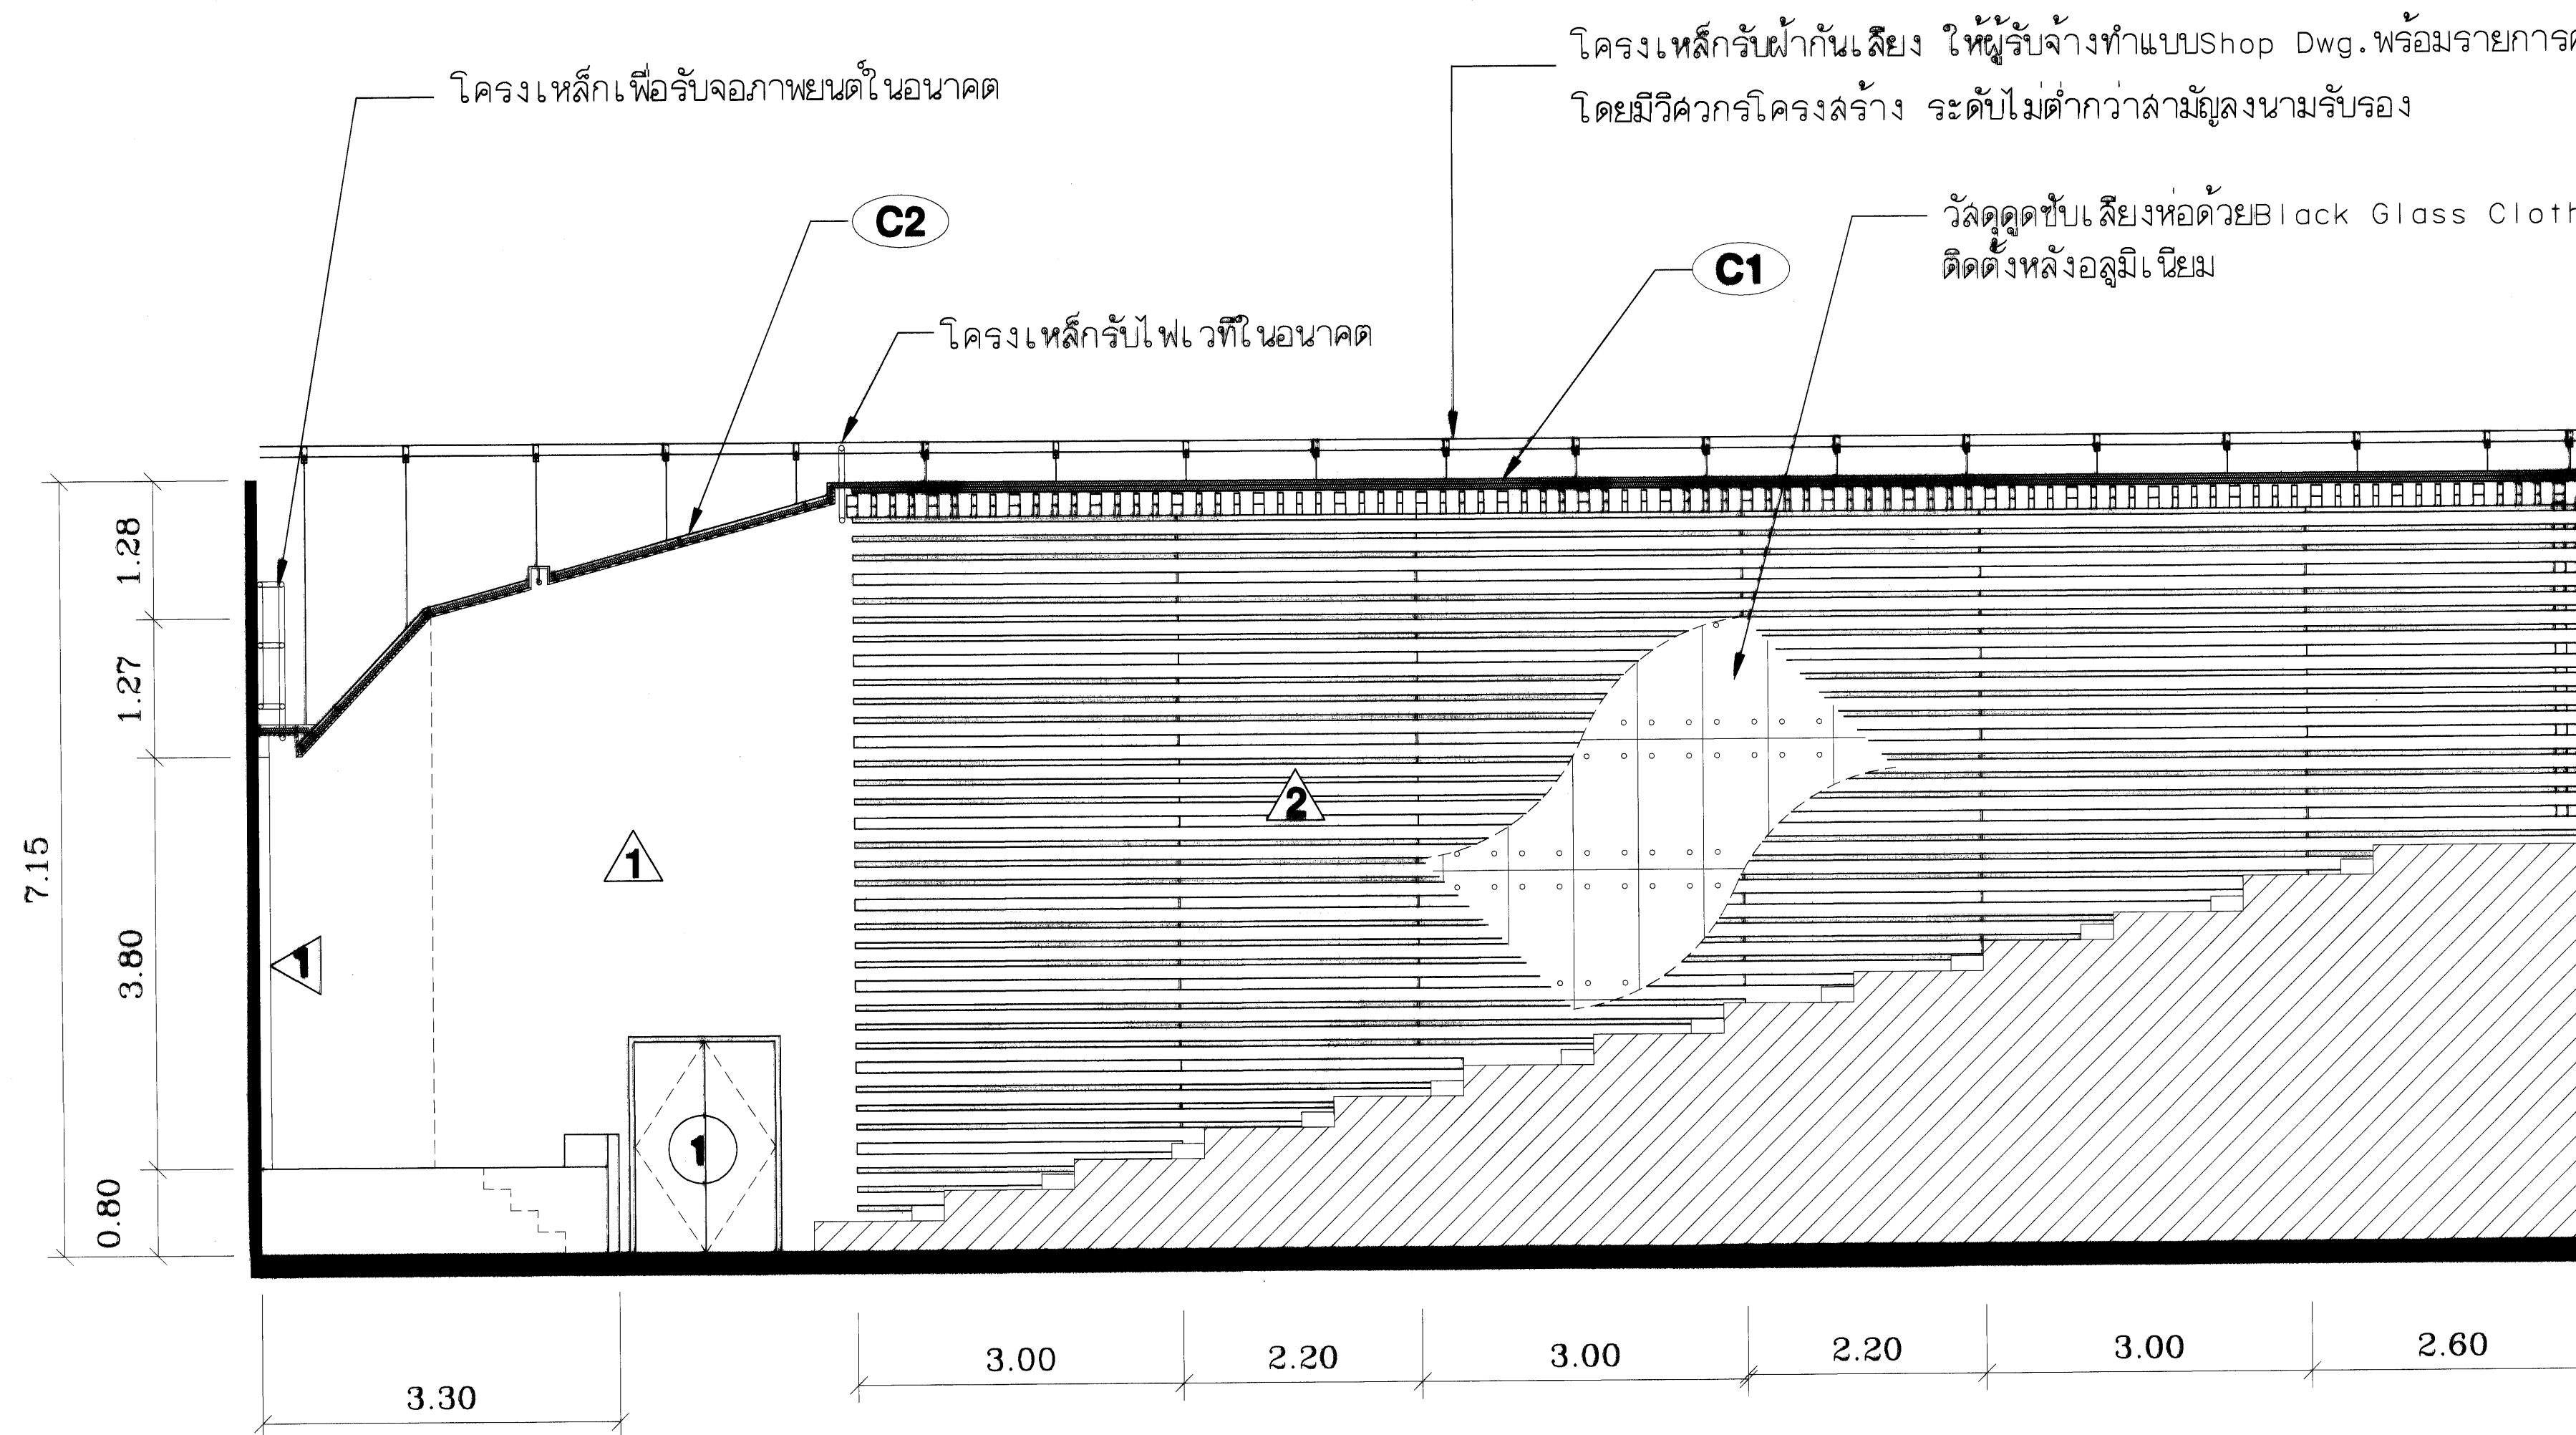 โครงเหล็กรับฝ้ากันเสียง ให้ผู้รับจ้างทำแบบShop Dwg.พร้อมรายการ
โดยมีวิศวกรโครงสร้าง ระดับไม่ต่ำกว่าสามัญลงนามรับรอง
โครงเหล็กเพื่อรับจอภาพยนต์ในอนาคต
วัสดุดูดซับเสียงห่อด้วยBlack Glass Cloth
ติดตั้งหลังอลูมิเนียม
C2
C1
โครงเหล็กรับไฟเวทีในอนาคต
1.28
1.27
7.15
3.80
0.80
2
1
1
1
3.00
2.20
3.00
2.20
3.00
2.60
3.30